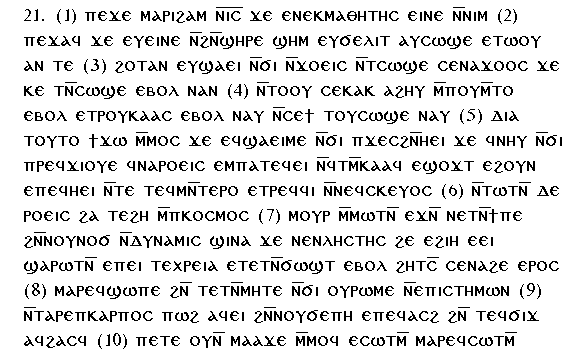 21. (1) ⲡⲉϫⲉ ⲙⲁⲣⲓϩⲁⲙ ⲛ̅ⲓ̅ⲥ̅ ϫⲉ ⲉⲛⲉⲕⲙⲁⲑⲏⲧⲏⲥ ⲉⲓⲛⲉ ⲛ̅ⲛⲓⲙ (2)
ⲡⲉϫⲁϥ ϫⲉ ⲉⲩⲉⲓⲛⲉ ⲛ̅ϩⲛ̅ϣⲏⲣⲉ ϣⲏⲙ ⲉⲩϭⲉⲗⲓⲧ ⲁⲩⲥⲱϣⲉ ⲉⲧⲱⲟⲩ
ⲁⲛ ⲧⲉ (3) ϩⲟⲧⲁⲛ ⲉⲩϣⲁⲉⲓ ⲛ̅ϭⲓ ⲛ̅ϫⲟⲉⲓⲥ ⲛ̅ⲧⲥⲱϣⲉ ⲥⲉⲛⲁϫⲟⲟⲥ ϫⲉ
ⲕⲉ ⲧⲛ̅ⲥⲱϣⲉ ⲉⲃⲟⲗ ⲛⲁⲛ (4) ⲛ̅ⲧⲟⲟⲩ ⲥⲉⲕⲁⲕ ⲁϩⲏⲩ ⲙ̅ⲡⲟⲩⲙ̅ⲧⲟ
ⲉⲃⲟⲗ ⲉⲧⲣⲟⲩⲕⲁⲁⲥ ⲉⲃⲟⲗ ⲛⲁⲩ ⲛ̅ⲥⲉϯ ⲧⲟⲩⲥⲱϣⲉ ⲛⲁⲩ (5) ⲇⲓⲁ
ⲧⲟⲩⲧⲟ ϯϫⲱ ⲙ̅ⲙⲟⲥ ϫⲉ ⲉϥϣⲁⲉⲓⲙⲉ ⲛ̅ϭⲓ ⲡϫⲉⲥϩⲛ̅ⲏⲉⲓ ϫⲉ ϥⲛⲏⲩ ⲛ̅ϭⲓ
ⲡⲣⲉϥϫⲓⲟⲩⲉ ϥⲛⲁⲣⲟⲉⲓⲥ ⲉⲙⲡⲁⲧⲉϥⲉⲓ ⲛ̅ϥⲧⲙ̅ⲕⲁⲁϥ ⲉϣⲟϫⲧ ⲉϩⲟⲩⲛ
ⲉⲡⲉϥⲏⲉⲓ ⲛ̅ⲧⲉ ⲧⲉϥⲙⲛ̅ⲧⲉⲣⲟ ⲉⲧⲣⲉϥϥⲓ ⲛ̅ⲛⲉϥⲥⲕⲉⲩⲟⲥ (6) ⲛ̅ⲧⲱⲧⲛ̅ ⲇⲉ
ⲣⲟⲉⲓⲥ ϩⲁ ⲧⲉϩⲏ ⲙ̅ⲡⲕⲟⲥⲙⲟⲥ (7) ⲙⲟⲩⲣ ⲙ̅ⲙⲱⲧⲛ̅ ⲉϫⲛ̅ ⲛⲉⲧⲛ̅ϯⲡⲉ
ϩⲛ̅ⲛⲟⲩⲛⲟϭ ⲛ̅ⲇⲩⲛⲁⲙⲓⲥ ϣⲓⲛⲁ ϫⲉ ⲛⲉⲛⲗⲏⲥⲧⲏⲥ ϩⲉ ⲉϩⲓⲏ ⲉⲉⲓ
ϣⲁⲣⲱⲧⲛ̅ ⲉⲡⲉⲓ ⲧⲉⲭⲣⲉⲓⲁ ⲉⲧⲉⲧⲛ̅ϭⲱϣⲧ ⲉⲃⲟⲗ ϩⲏⲧⲥ̅ ⲥⲉⲛⲁϩⲉ ⲉⲣⲟⲥ
(8) ⲙⲁⲣⲉϥϣⲱⲡⲉ ϩⲛ̅ ⲧⲉⲧⲛ̅ⲙⲏⲧⲉ ⲛ̅ϭⲓ ⲟⲩⲣⲱⲙⲉ ⲛ̅ⲉⲡⲓⲥⲧⲏⲙⲱⲛ (9)
ⲛ̅ⲧⲁⲣⲉⲡⲕⲁⲣⲡⲟⲥ ⲡⲱϩ ⲁϥⲉⲓ ϩⲛ̅ⲛⲟⲩϭⲉⲡⲏ ⲉⲡⲉϥⲁⲥϩ ϩⲛ̅ ⲧⲉϥϭⲓϫ
ⲁϥϩⲁⲥϥ (10) ⲡⲉⲧⲉ ⲟⲩⲛ̅ ⲙⲁⲁϫⲉ ⲙ̅ⲙⲟϥ ⲉⲥⲱⲧⲙ̅ ⲙⲁⲣⲉϥⲥⲱⲧⲙ̅